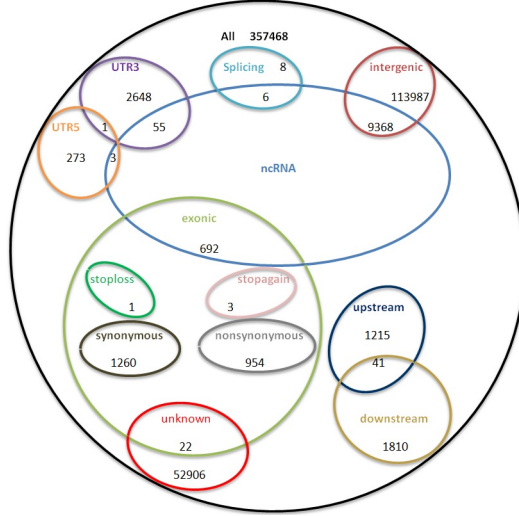 All 357468
UTR3
Splicing 8
intergenic
2648
6
113987
UTR5
1
55
9368
273
3
ncRNA
exonic
692
stoploss
stopagain
1
3
upstream
synonymous
nonsynonymous
1215
1260
954
41
unknown
downstream
22
1810
52906